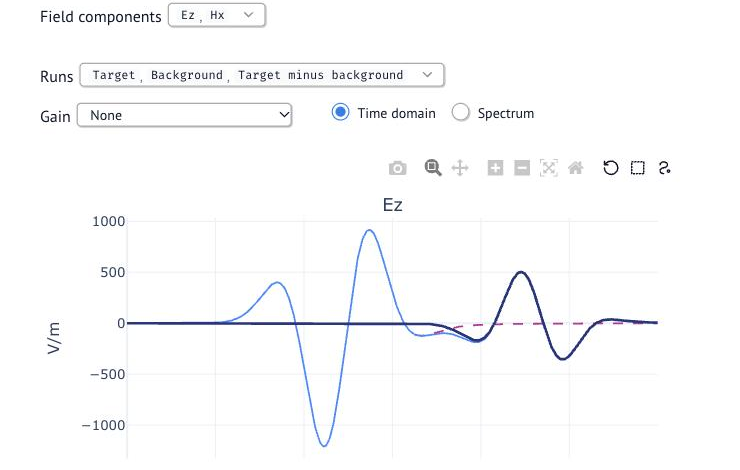 Field components Ez , Hx
Runs Target , Background , Target minus background
Gain None Time domain Spectrum
Ez
1000
500
0
−500
−1000
V/m